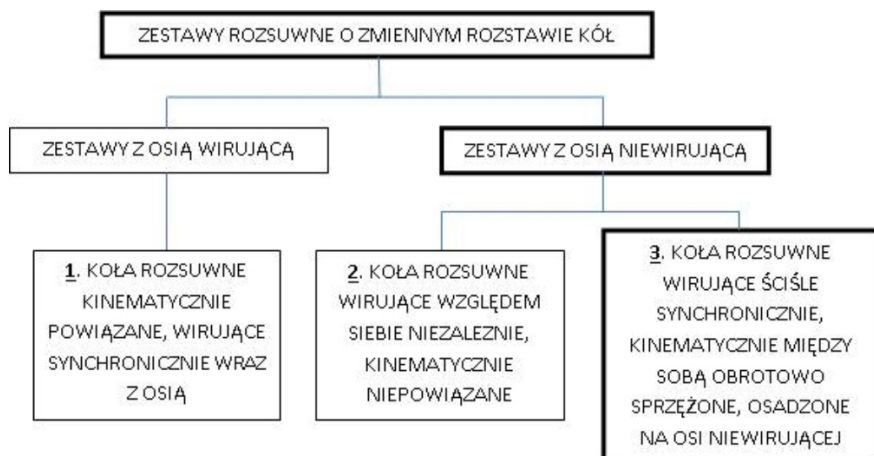 ZESTAWY ROZSUWNE O ZMIENNYM ROZSTAWIE KÓŁ
ZESTAWY Z OSIĄ WIRUJĄCĄ
ZESTAWY Z OSIĄ NIEWIRUJĄCĄ
1. KOŁA ROZSUWNE
KINEMATYCZNIE
POWIĄZANE, WIRUJĄCE
SYNCHRONICZNIE WRAZ
Z OSIĄ
2. KOŁA ROZSUWNE
WIRUJĄCE WZGLĘDEM
SIEBIE NIEZALEZNIE,
KINEMATYCZNIE
NIEPOWIĄZANE
3. KOŁA ROZSUWNE
WIRUJĄCE ŚCIŚLE
SYNCHRONICZNIE,
KINEMATYCZNIE MIĘDZY
SOBĄ OBROTOWO
SPRZĘŻONE, OSADZONE
NA OSI NIEWIRUJĄCEJ